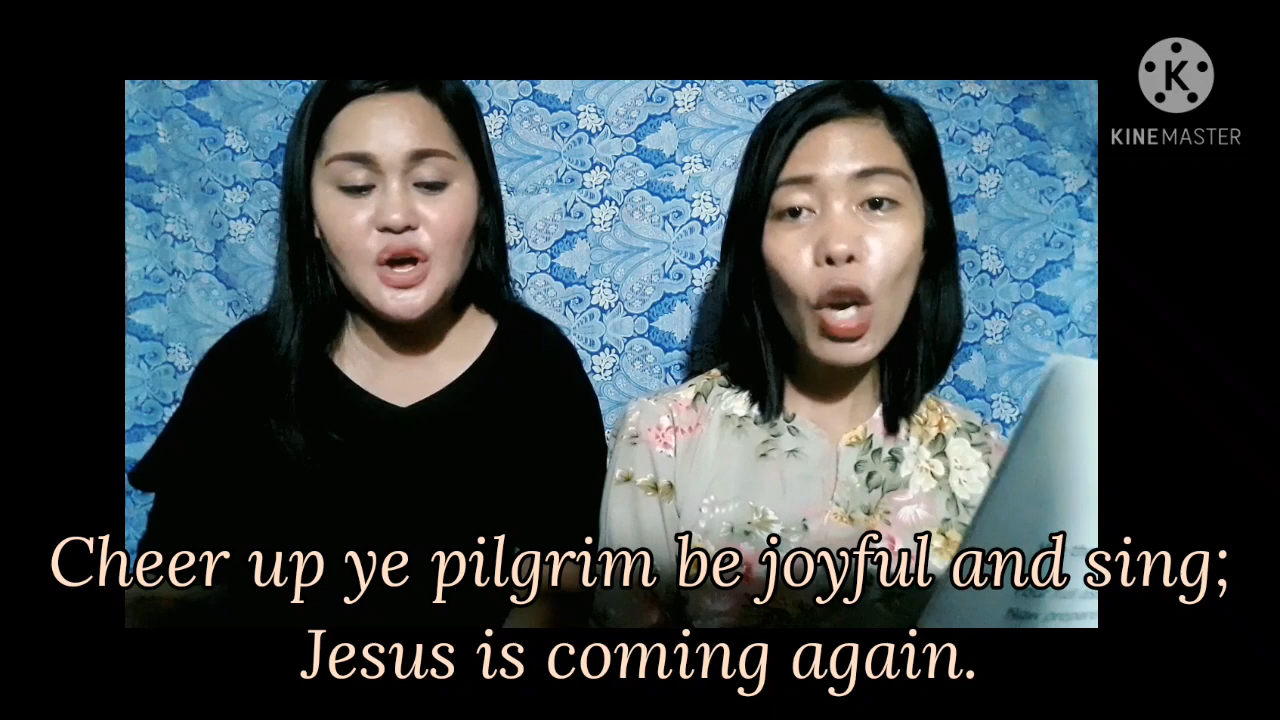 K
KINEMASTER
Cheer up ye pilgrim be joyful and sing;
Jesus is coming again.